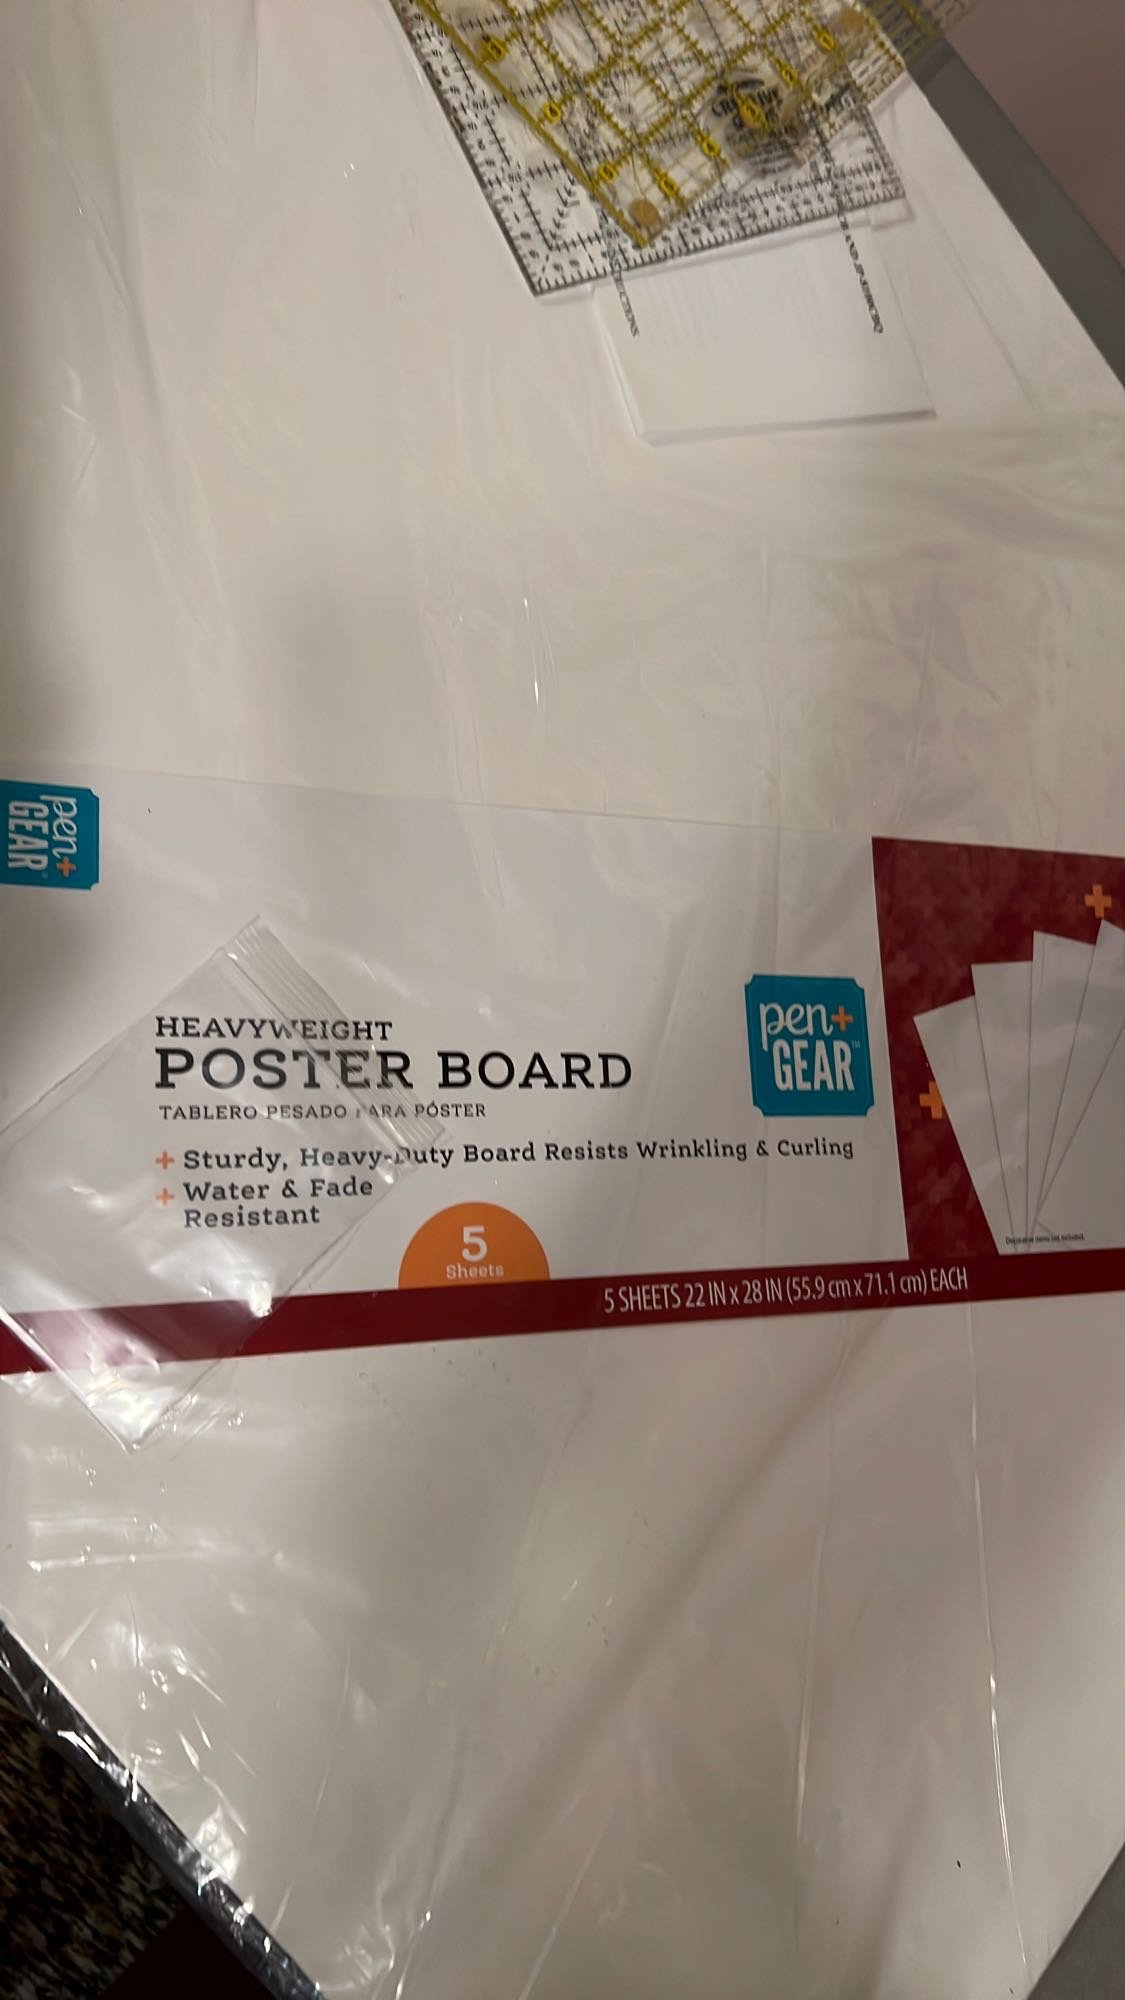 pen+
GEAR
HEAVYWEIGHT
POSTER BOARD
TABLERO PESADO PARA PÓSTER
+ Sturdy, Heavy-Duty Board Resists Wrinkling & Curling
+ Water & Fade
Resistant
5
Sheets
pen+
GEAR™
5 SHEETS 22 IN x 28 IN (55.9 cm x 71.1 cm) EACH